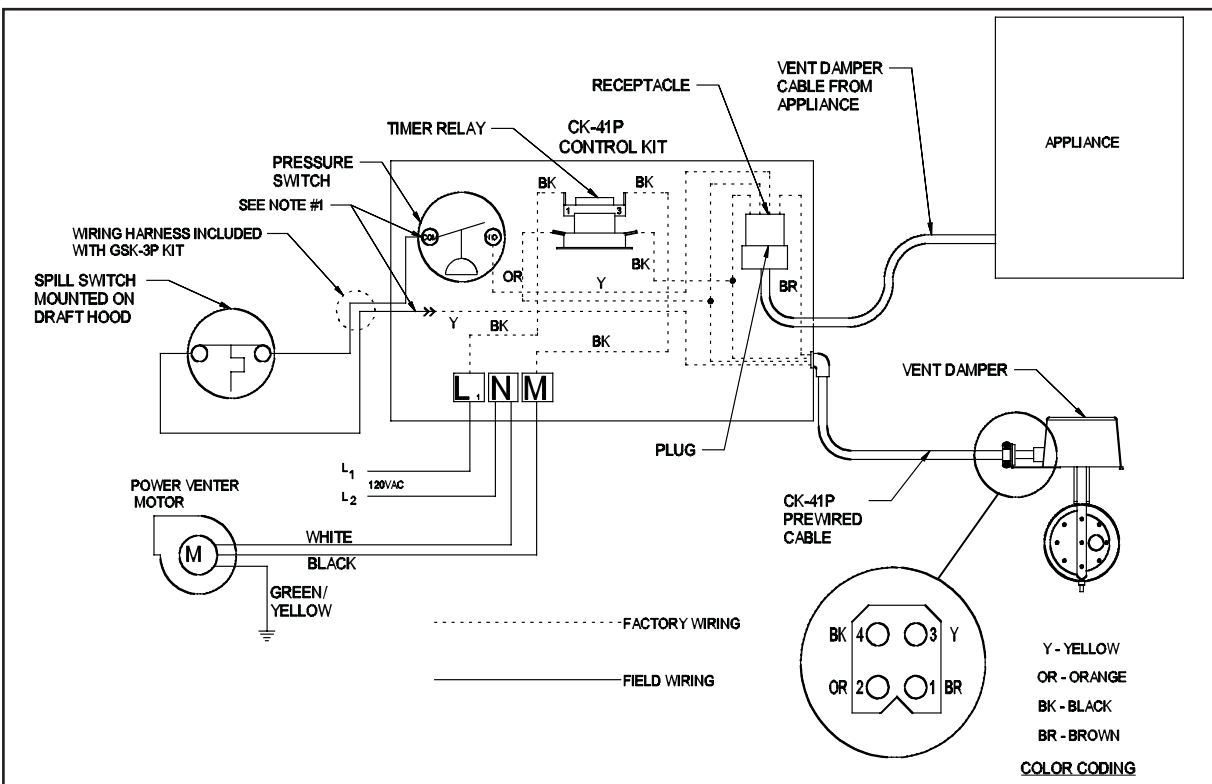 VENT DAMPER
CABLE FROM
APPLIANCE
RECEPTACLE
APPLIANCE
TIMER RELAY
CK-41P
CONTROL KIT
PRESSURE
SWITCH
BK
BK
1
3
SEE NOTE #1
WIRING HARNESS INCLUDED
WITH GSK-3P KIT
SPILL SWITCH
MOUNTED ON
DRAFT HOOD
NO
OR
BK
Y
BR
Y
BK
BK
L1
N
M
VENT DAMPER
PLUG
L1
120VAC
L2
CK-41P
PREWIRED
CABLE
POWER VENTER
MOTOR
WHITE
M
BLACK
GREEN/
YELLOW
FACTORY WIRING
FIELD WIRING
BK 4 3 Y
OR 2 1 BR
Y - YELLOW
OR - ORANGE
BK - BLACK
BR - BROWN
COLOR CODING